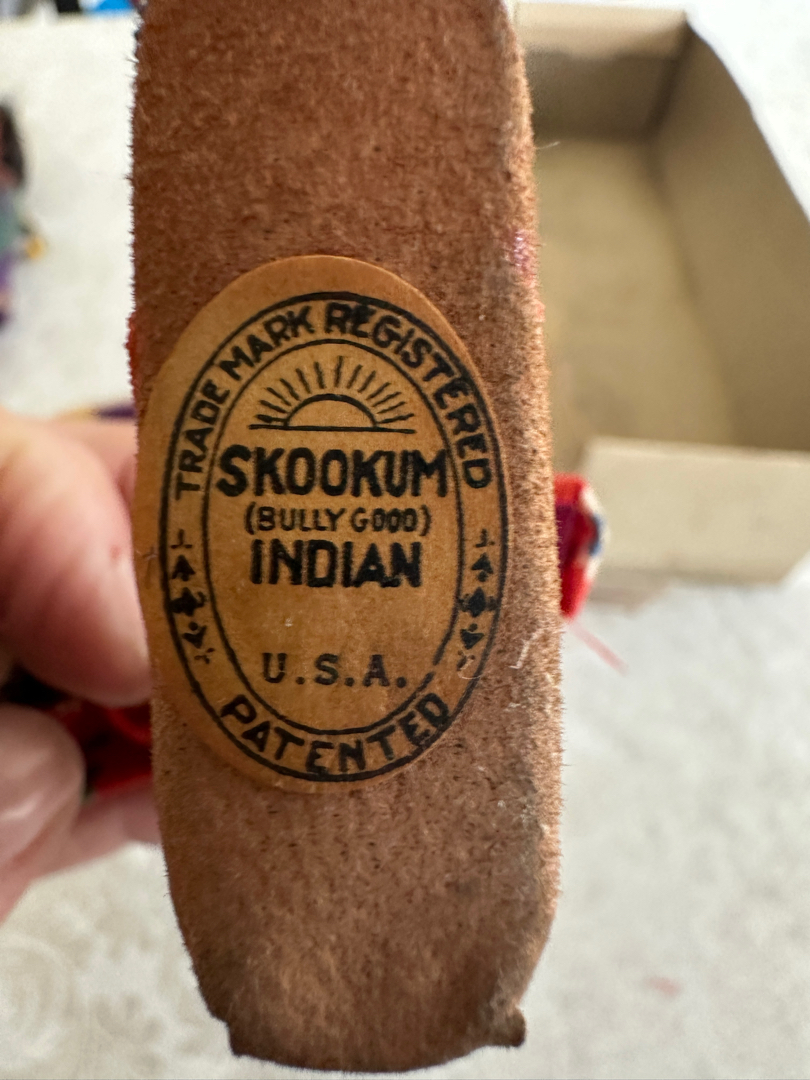 TRADE MARK REGISTERED
SKOOKUM
(BULLY GOOD)
INDIAN
U.S.A.
PATENTED